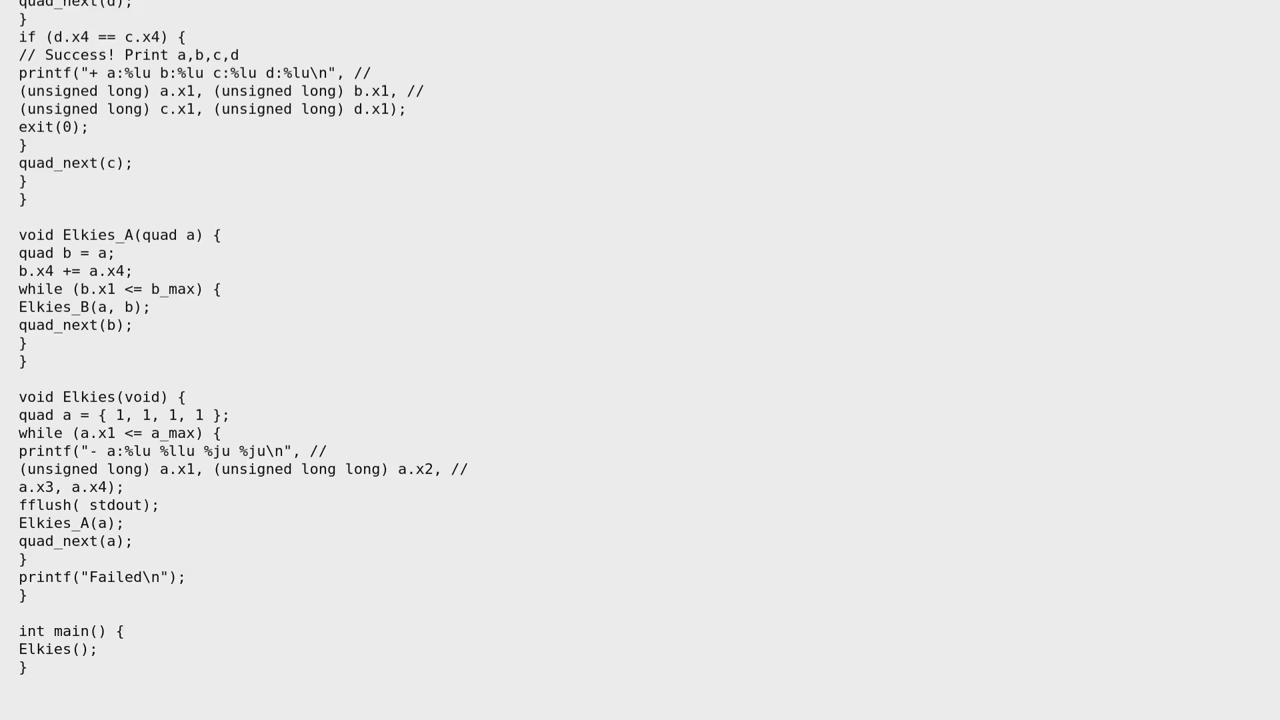 quad_next(d);
}
if (d.x4 == c.x4) {
// Success! Print a,b,c,d
printf("+ a:%lu b:%lu c:%lu d:%lu\n", //
(unsigned long) a.x1, (unsigned long) b.x1, //
(unsigned long) c.x1, (unsigned long) d.x1);
exit(0);
}
quad_next(c);
}
}

void Elkies_A(quad a) {
quad b = a;
b.x4 += a.x4;
while (b.x1 <= b_max) {
Elkies_B(a, b);
quad_next(b);
}
}

void Elkies(void) {
quad a = { 1, 1, 1, 1 };
while (a.x1 <= a_max) {
printf("- a:%lu %llu %ju %ju\n", //
(unsigned long) a.x1, (unsigned long long) a.x2, //
a.x3, a.x4);
fflush( stdout);
Elkies_A(a);
quad_next(a);
}
printf("Failed\n");
}

int main() {
Elkies();
}